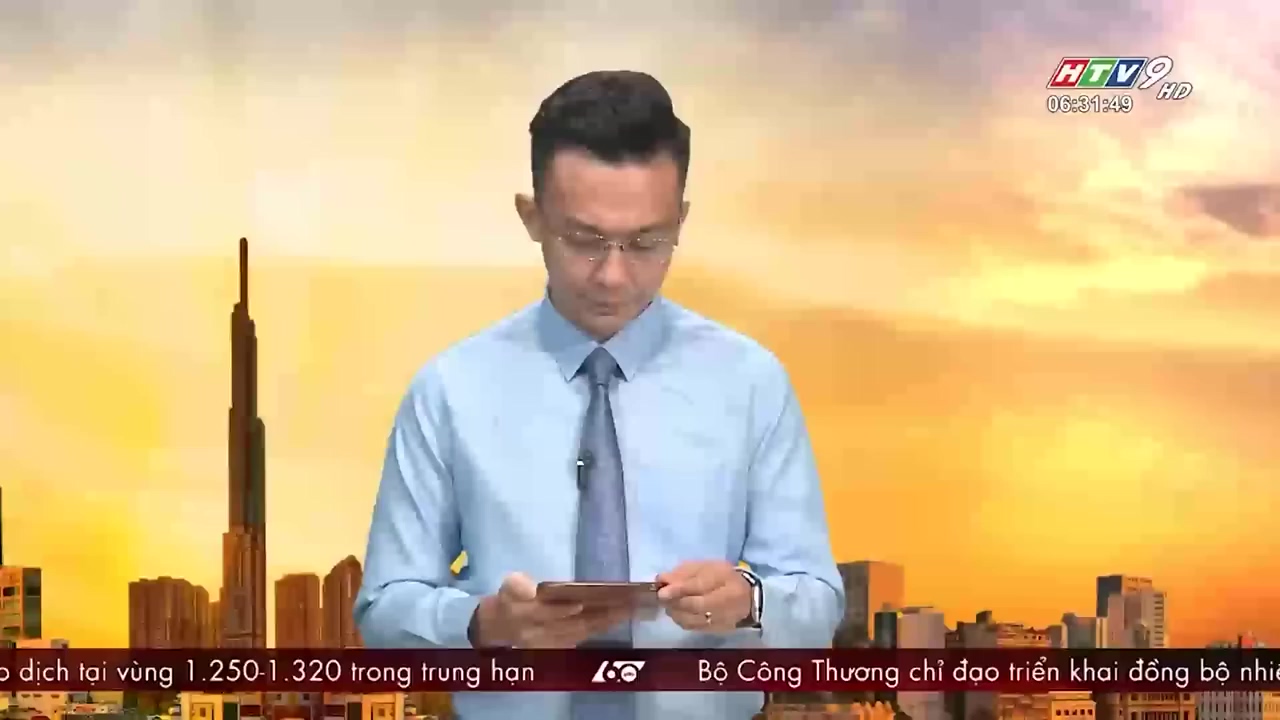 HTV9 HD
06:31:49
dịch tại vùng 1.250-1.320 trong trung hạn
Bộ Công Thương chỉ đạo triển khai đồng bộ